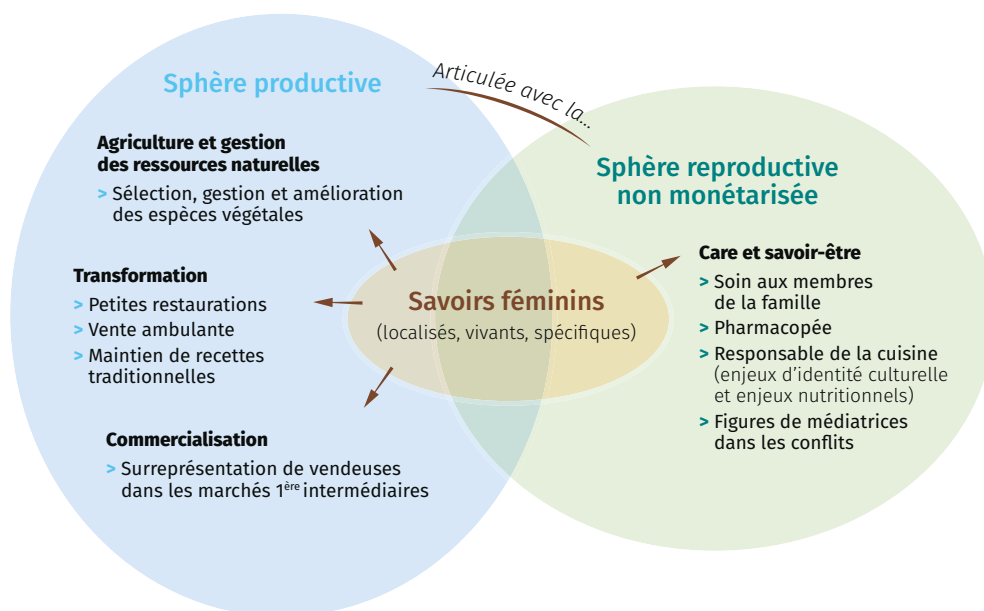 Sphère productive
Articulée avec la...
Agriculture et gestion
des ressources naturelles
> Sélection, gestion et amélioration
des espèces végétales
Transformation
> Petites restaurations
> Vente ambulante
> Maintien de recettes
traditionnelles
Commercialisation
> Surreprésentation de vendeuses
dans les marchés 1ère intermédiaires
Savoirs féminins
(localisés, vivants, spécifiques)
Sphère reproductive
non monétarisée
Care et savoir-être
> Soin aux membres
de la famille
> Pharmacopée
> Responsable de la cuisine
(enjeux d'identité culturelle
et enjeux nutritionnels)
> Figures de médiatrices
dans les conflits